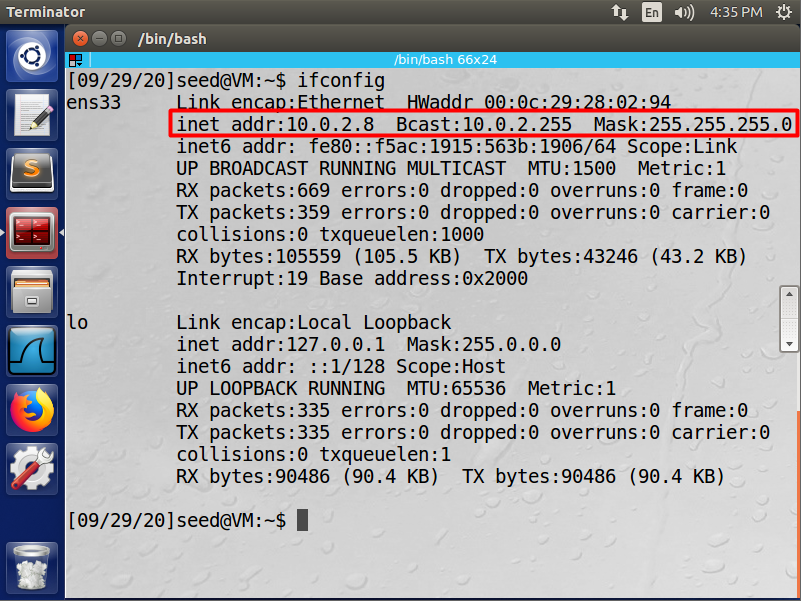 Terminator
En
4:35 PM
/bin/bash
/bin/bash 66x24
[09/29/20]seed@VM:~$ ifconfig
ens33     Link encap:Ethernet  HWaddr 00:0c:29:28:02:94
          inet addr:10.0.2.8  Bcast:10.0.2.255  Mask:255.255.255.0
          inet6 addr: fe80::f5ac:1915:563b:1906/64 Scope:Link
          UP BROADCAST RUNNING MULTICAST  MTU:1500  Metric:1
          RX packets:669 errors:0 dropped:0 overruns:0 frame:0
          TX packets:359 errors:0 dropped:0 overruns:0 carrier:0
          collisions:0 txqueuelen:1000
          RX bytes:105559 (105.5 KB)  TX bytes:43246 (43.2 KB)
          Interrupt:19 Base address:0x2000
lo        Link encap:Local Loopback
          inet addr:127.0.0.1  Mask:255.0.0.0
          inet6 addr: ::1/128 Scope:Host
          UP LOOPBACK RUNNING  MTU:65536  Metric:1
          RX packets:335 errors:0 dropped:0 overruns:0 frame:0
          TX packets:335 errors:0 dropped:0 overruns:0 carrier:0
          collisions:0 txqueuelen:1
          RX bytes:90486 (90.4 KB)  TX bytes:90486 (90.4 KB)
[09/29/20]seed@VM:~$